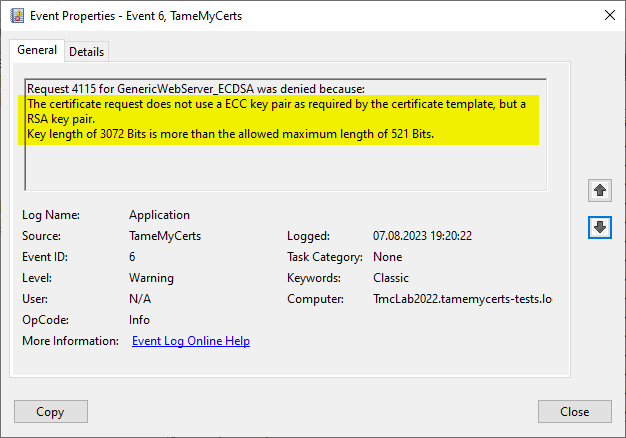 Event Properties - Event 6, TameMyCerts
General Details
Request 4115 for GenericWebServer_ECDSA was denied because:
The certificate request does not use a ECC key pair as required by the certificate template, but a
RSA key pair.
Key length of 3072 Bits is more than the allowed maximum length of 521 Bits.
Log Name: Application
Source: TameMyCerts Logged: 07.08.2023 19:20:22
Event ID: 6 Task Category: None
Level: Warning Keywords: Classic
User: N/A Computer: TmcLab2022.tamemycerts-tests.lo
OpCode: Info
More Information: Event Log Online Help
Copy Close